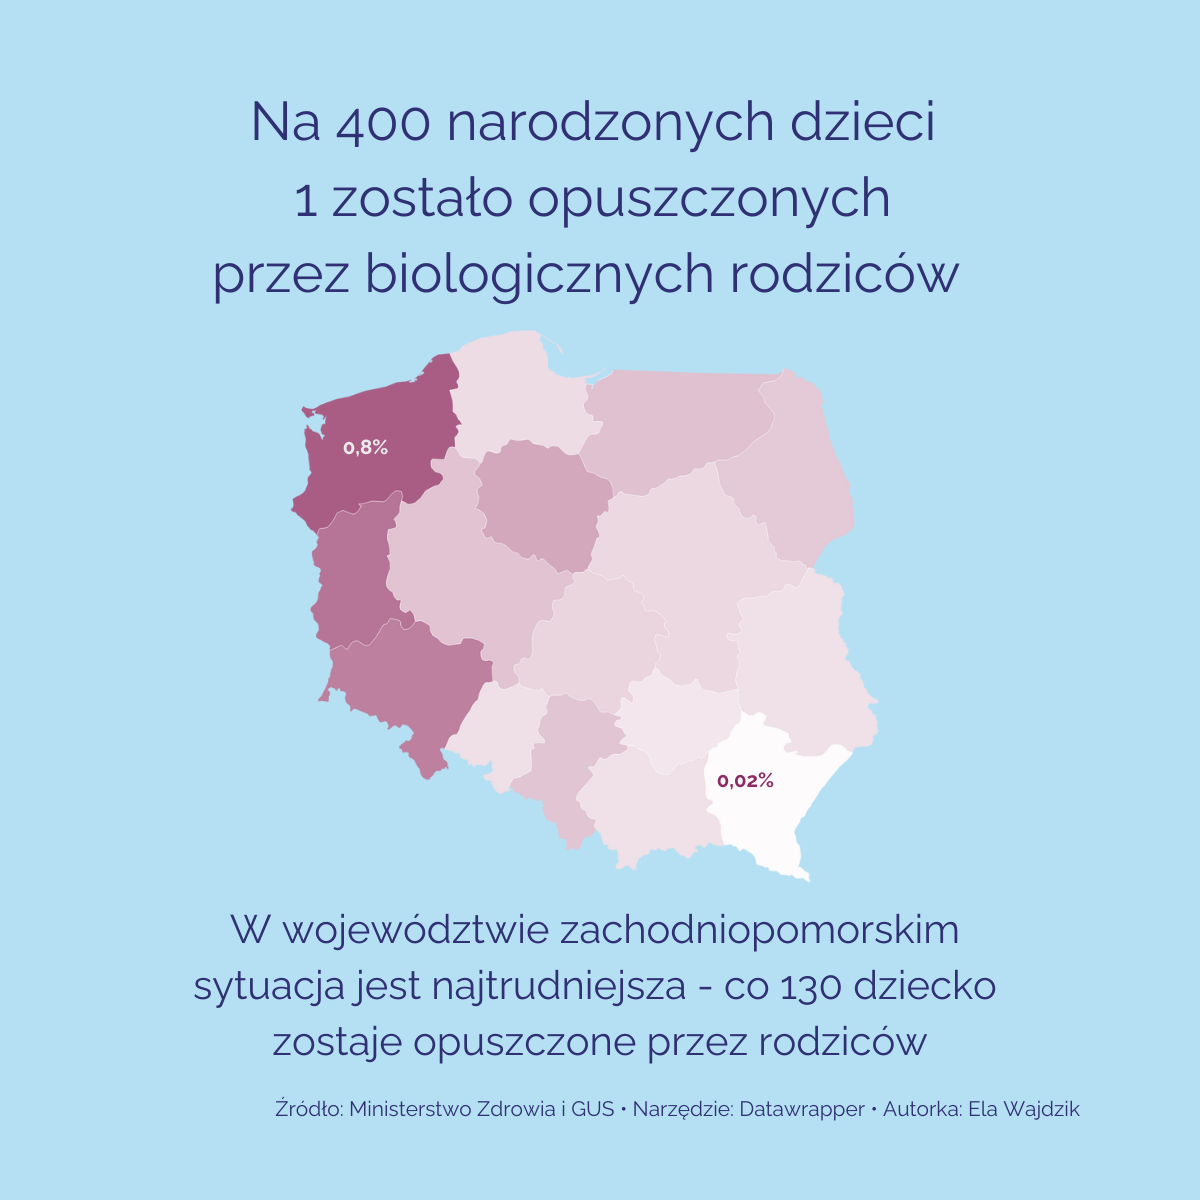 Na 400 narodzonych dzieci
1 zostało opuszczonych
przez biologicznych rodziców
0,8%
0,02%
W województwie zachodniopomorskim
sytuacja jest najtrudniejsza - co 130 dziecko
zostaje opuszczone przez rodziców
Źródło: Ministerstwo Zdrowia i GUS • Narzędzie: Datawrapper • Autorka: Ela Wajdzik